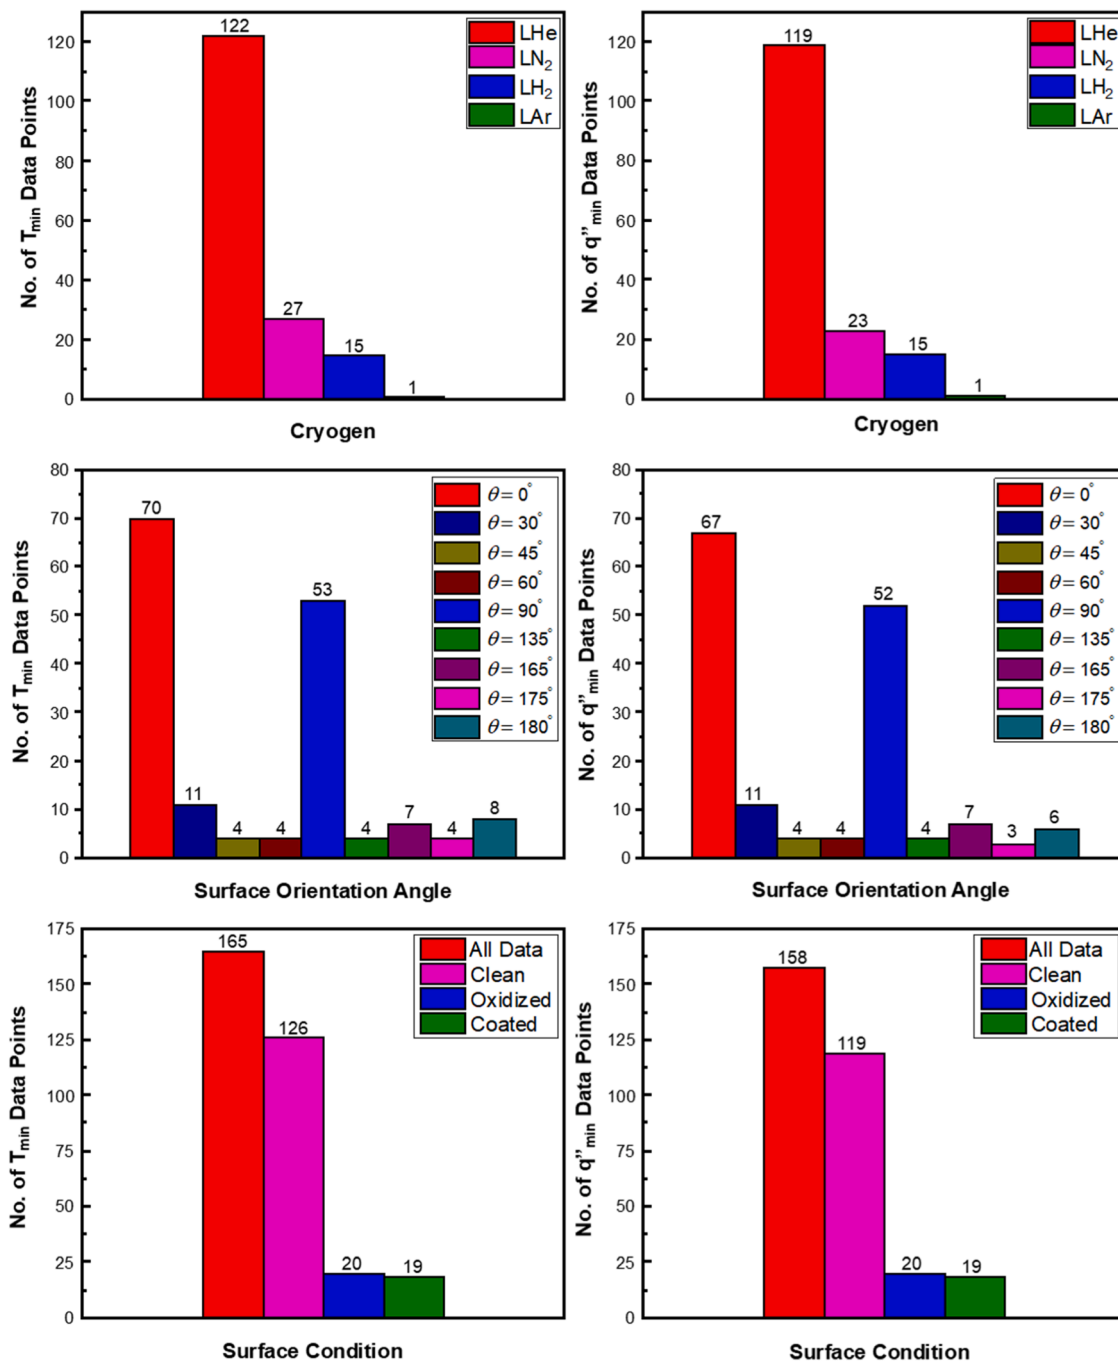 No. of Tmin Data Points
120
100
80
60
40
20
0
122
27
15
1
LHe
LN2
LH2
LAr
Cryogen
No. of q”min Data Points
120
100
80
60
40
20
0
119
23
15
1
LHe
LN2
LH2
LAr
Cryogen
No. of Tmin Data Points
80
70
60
50
40
30
20
10
0
70
11
4
4
53
4
7
4
8
θ = 0°
θ = 30°
θ = 45°
θ = 60°
θ = 90°
θ = 135°
θ = 165°
θ = 175°
θ = 180°
Surface Orientation Angle
No. of q”min Data Points
80
70
60
50
40
30
20
10
0
67
11
4
4
52
4
7
3
6
θ = 0°
θ = 30°
θ = 45°
θ = 60°
θ = 90°
θ = 135°
θ = 165°
θ = 175°
θ = 180°
Surface Orientation Angle
No. of Tmin Data Points
175
150
125
100
75
50
25
0
165
126
20
19
All Data
Clean
Oxidized
Coated
Surface Condition
No. of q”min Data Points
175
150
125
100
75
50
25
0
158
119
20
19
All Data
Clean
Oxidized
Coated
Surface Condition